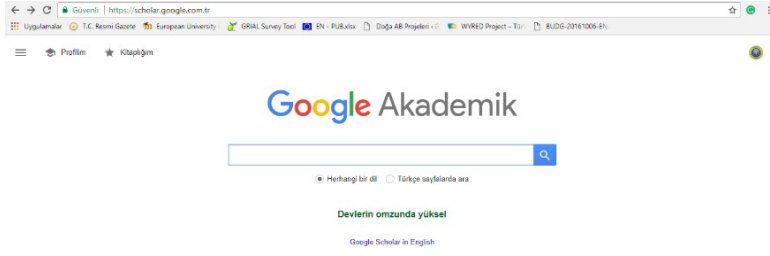 Güvenli | https://scholar.google.com.tr
Uygulamalar T.C. Resmi Gazete European University GRIAL Survey Tool EN - PUB.xlsx Doğa AB Projeleri WYRED Project – BUDG-20161006-EN
Profilim Kitaplığım
Google Akademik
Herhangi bir dil Türkçe sayfalarda ara
Devlerin omzunda yüksel
Google Scholar in English